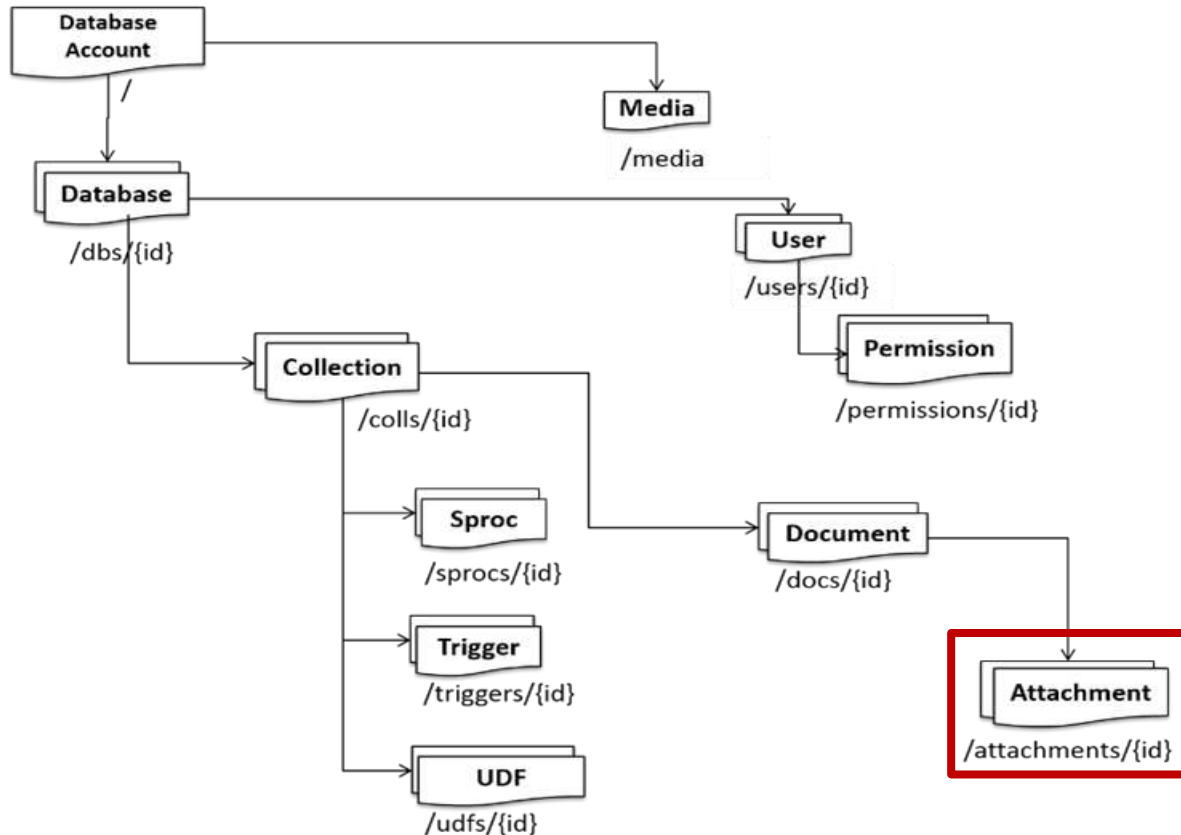 Database
Account
/
Media
/media
Database
/dbs/{id}
User
/users/{id}
Permission
/permissions/{id}
Collection
/colls/{id}
Sproc
/sprocs/{id}
Document
/docs/{id}
Trigger
/triggers/{id}
Attachment
/attachments/{id}
UDF
/udfs/{id}